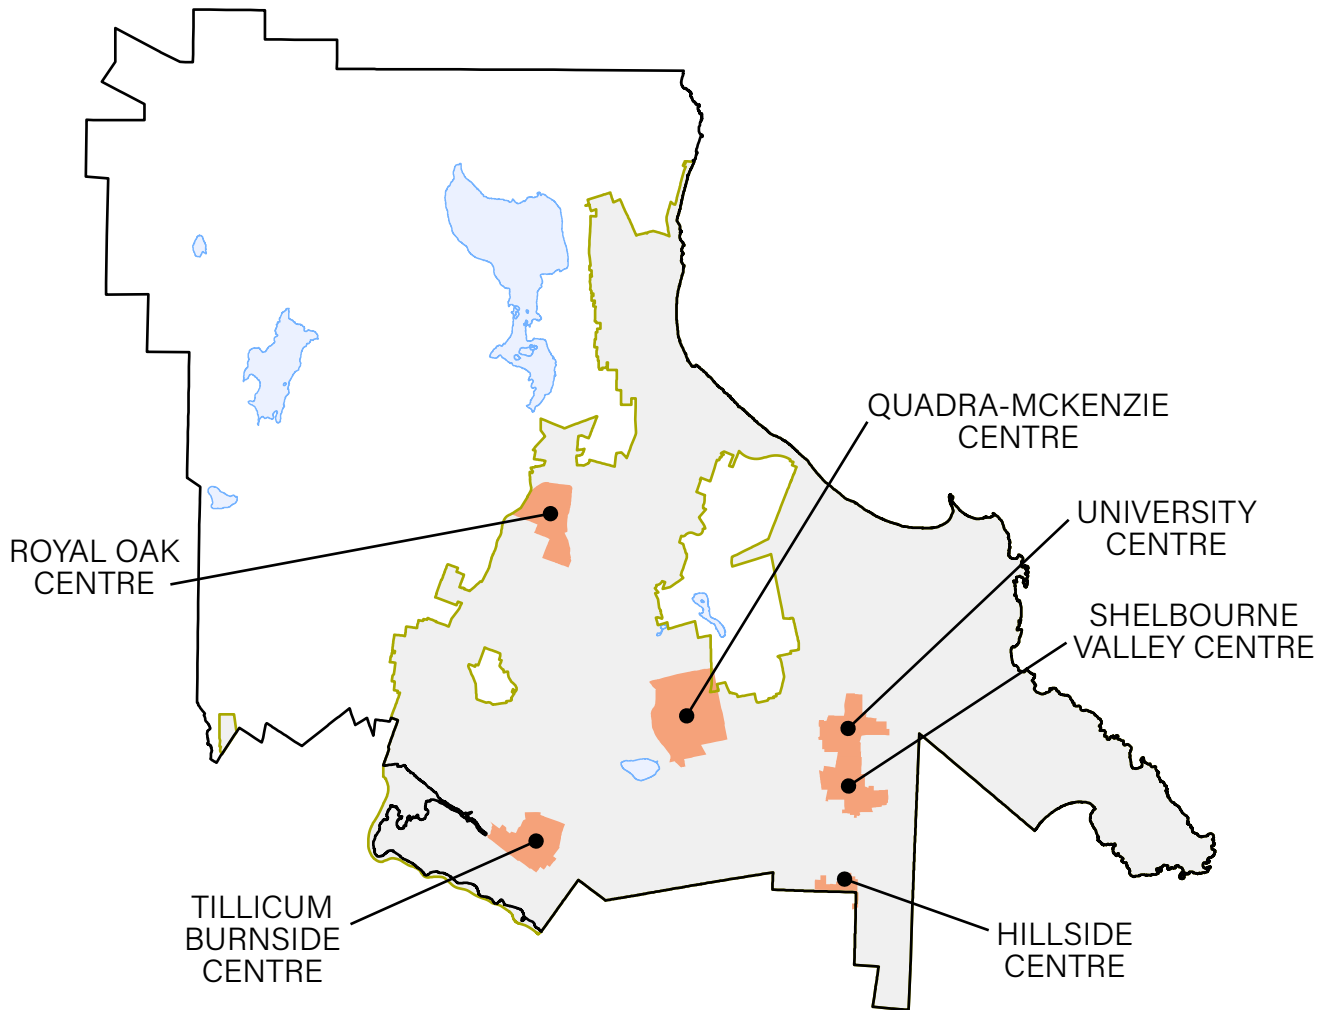 QUADRA-MCKENZIE
CENTRE
UNIVERSITY
CENTRE
ROYAL OAK
CENTRE
SHELBOURNE
VALLEY CENTRE
TILLICUM
BURNSIDE
CENTRE
HILLSIDE
CENTRE